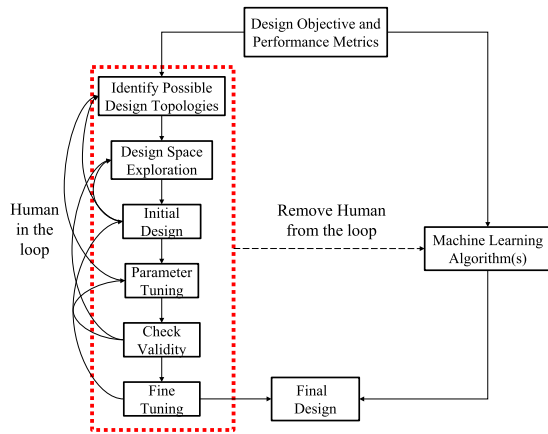 Design Objective and
Performance Metrics
Identify Possible
Design Topologies
Design Space
Exploration
Human
in the
loop
Initial
Design
Remove Human
from the loop
Machine Learning
Algorithm(s)
Parameter
Tuning
Check
Validity
Fine
Tuning
Final
Design